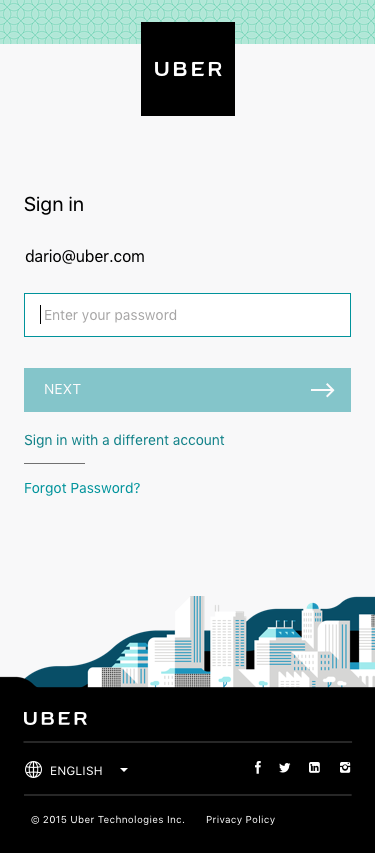 UBER
Sign in
dario@uber.com
Enter your password
NEXT
Sign in with a different account
Forgot Password?
UBER
ENGLISH
© 2015 Uber Technologies Inc. Privacy Policy